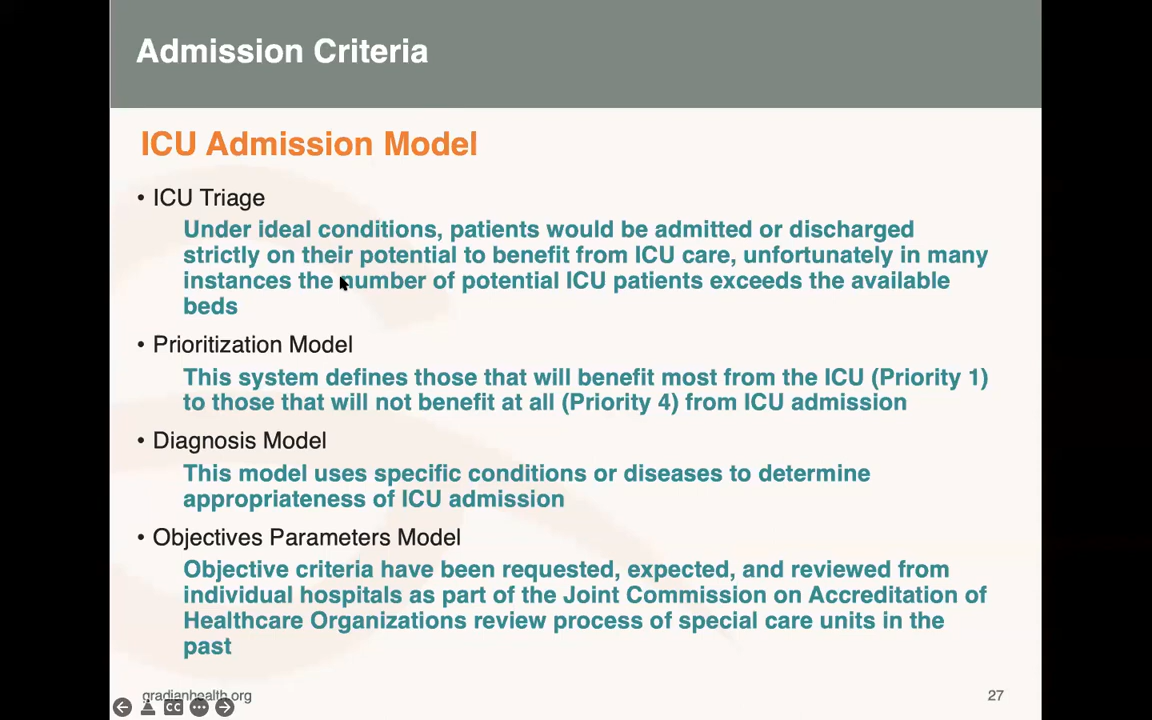 Admission Criteria
ICU Admission Model
• ICU Triage
Under ideal conditions, patients would be admitted or discharged
strictly on their potential to benefit from ICU care, unfortunately in many
instances the number of potential ICU patients exceeds the available
beds
• Prioritization Model
This system defines those that will benefit most from the ICU (Priority 1)
to those that will not benefit at all (Priority 4) from ICU admission
• Diagnosis Model
This model uses specific conditions or diseases to determine
appropriateness of ICU admission
• Objectives Parameters Model
Objective criteria have been requested, expected, and reviewed from
individual hospitals as part of the Joint Commission on Accreditation of
Healthcare Organizations review process of special care units in the
past
gradianhealth.org
27
CC